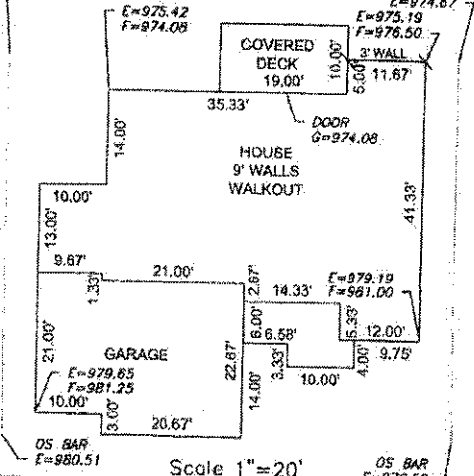 E=974.67
E=975.42
F=974.08
E=975.19
F=976.50
COVERED
DECK
19.00'
10.00'
5.00'
3' WALL
11.67'
35.33'
DOOR
G=974.08
14.00'
HOUSE
9' WALLS
WALKOUT
10.00'
13.00'
41.33'
9.67'
1.33'
21.00'
2.67'
14.33'
E=979.19
F=981.00
6.00'
6.58'
5.33'
12.00'
9.75'
21.00'
GARAGE
22.67'
3.33'
4.00'
10.00'
14.00'
E=979.65
F=981.25
10.00'
3.00'
20.67'
OS BAR
E=980.51
Scale 1"=20'
OS BAR